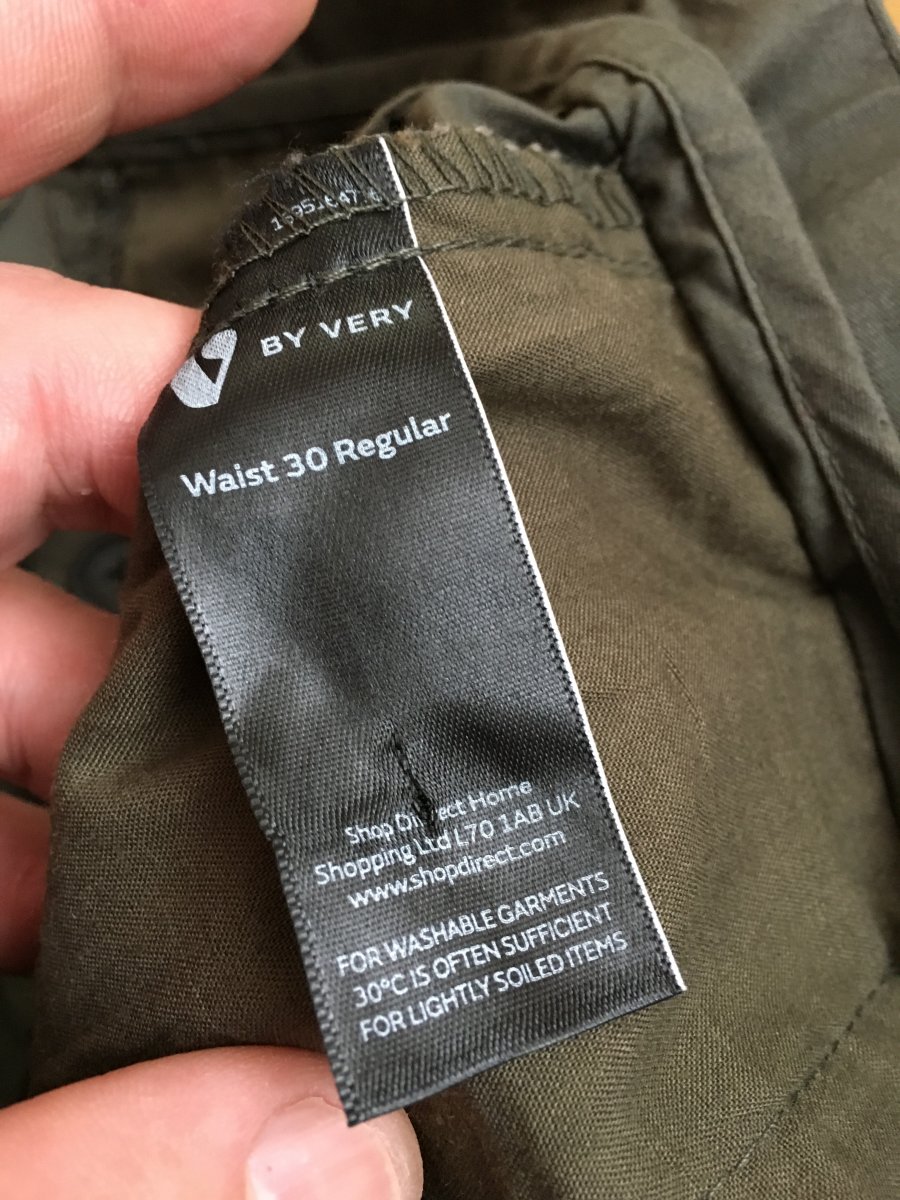 V BY VERY
Waist 30 Regular
Shop Direct Home
Shopping Ltd L70 1AB UK
www.shopdirect.com
FOR WASHABLE GARMENTS
30°C IS OFTEN SUFFICIENT
FOR LIGHTLY SOILED ITEMS